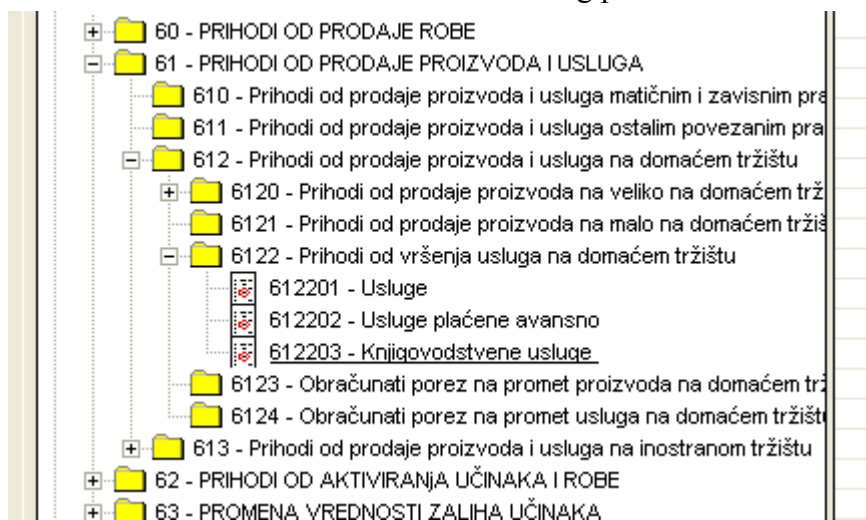 60 - PRIHODI OD PRODAJE ROBE
61 - PRIHODI OD PRODAJE PROIZVODA I USLUGA
610 - Prihodi od prodaje proizvoda i usluga matičnim i zavisnim pra
611 - Prihodi od prodaje proizvoda i usluga ostalim povezanim pra
612 - Prihodi od prodaje proizvoda i usluga na domaćem tržištu
6120 - Prihodi od prodaje proizvoda na veliko na domaćem trž
6121 - Prihodi od prodaje proizvoda na malo na domaćem tržiš
6122 - Prihodi od vršenja usluga na domaćem tržištu
612201 - Usluge
612202 - Usluge plaćene avansno
612203 - Knjigovodstvene usluge
6123 - Obračunati porez na promet proizvoda na domaćem trž
6124 - Obračunati porez na promet usluga na domaćem tržištu
613 - Prihodi od prodaje proizvoda i usluga na inostranom tržištu
62 - PRIHODI OD AKTIVIRANjA UČINAKA I ROBE
63 - PROMENA VREDNOSTI ZALIHA UČINAKA